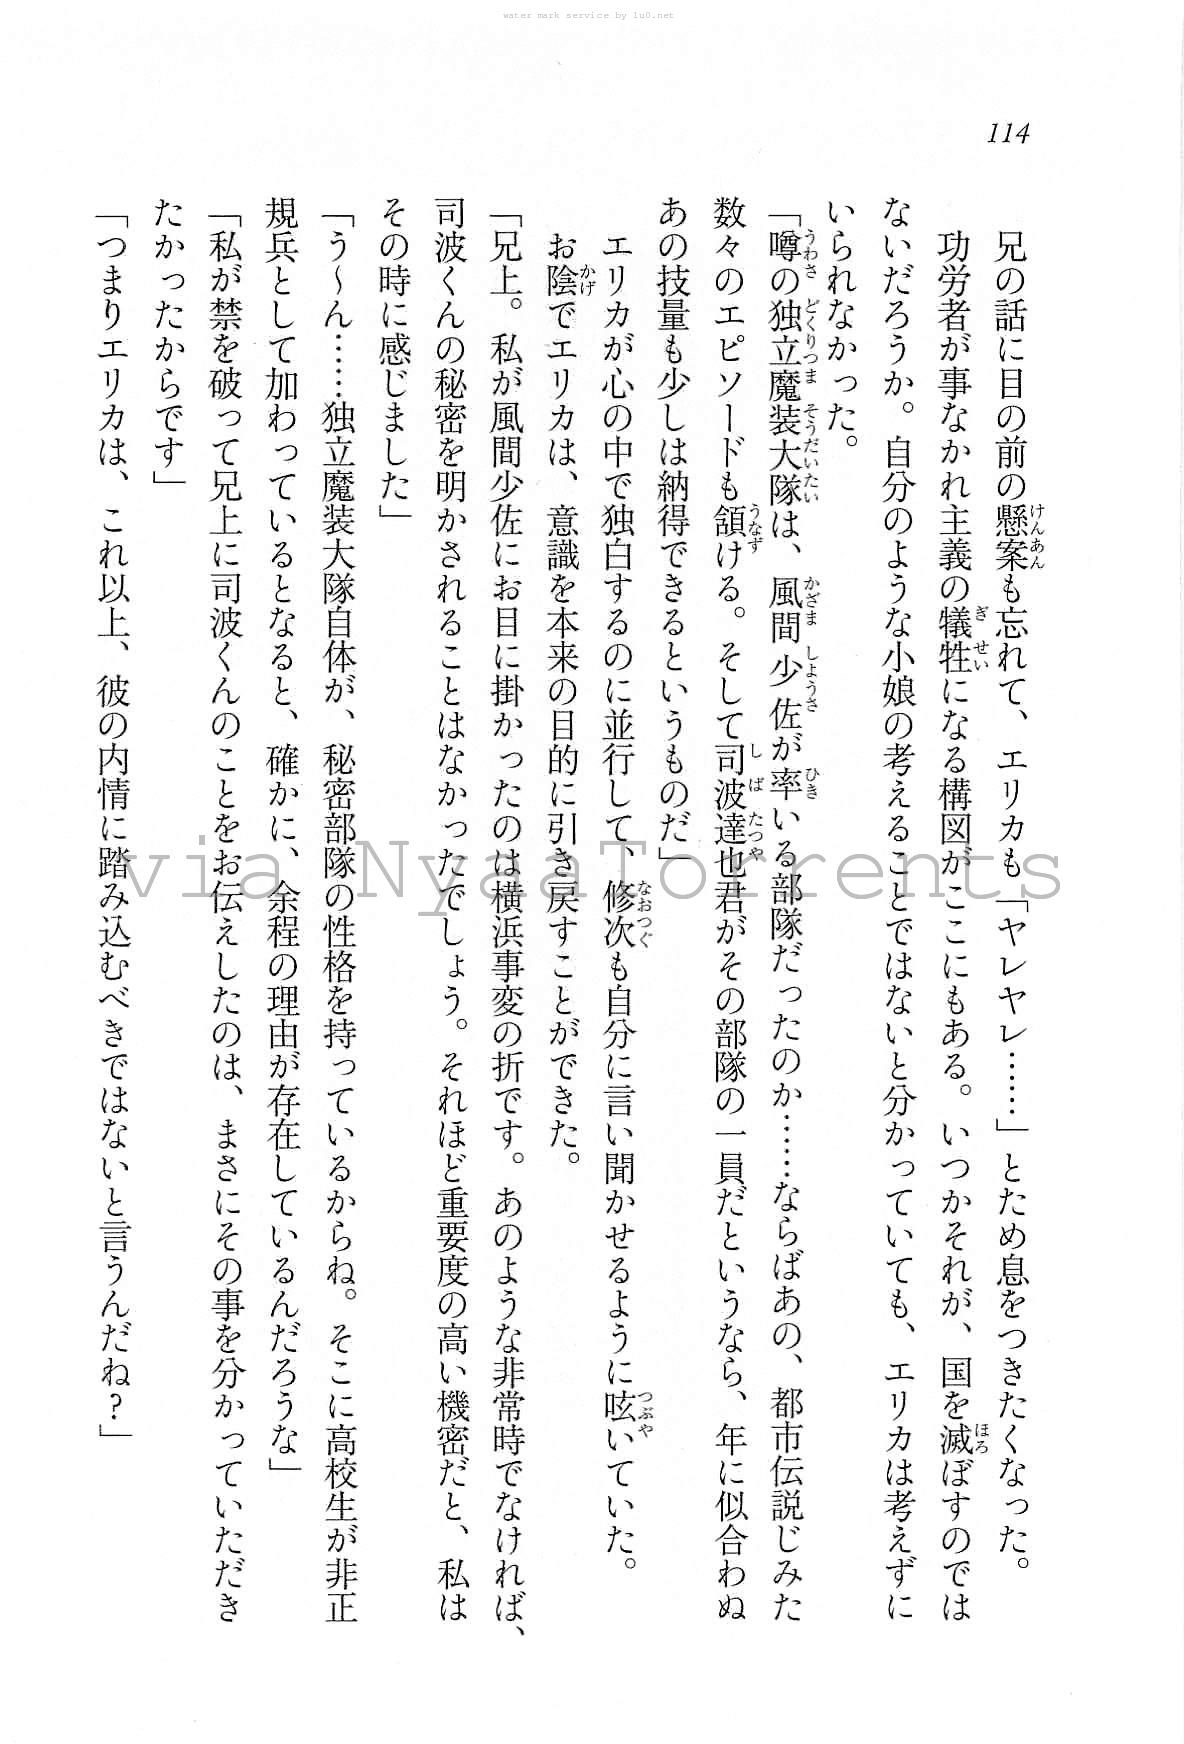 water mark service by lu0.net
114
兄の話に目の前の懸案も忘れて、エリカも「ヤレヤレ……」とため息をつきたくなった。
功労者が事なかれ主義の犠牲になる構図がここにもある。いつかそれが、国を滅ぼすのでは
ないだろうか。自分のような小娘の考えることではないと分かっていても、エリカは考えずに
いられなかった。
「噂の独立魔装大隊は、風間少佐が率いる部隊だったのか……ならばあの、都市伝説じみた
数々のエピソードも頷ける。そして司波達也君がその部隊の一員だというなら、年に似合わぬ
あの技量も少しは納得できるというものだ」
エリカが心の中で独白するのに並行して、修次も自分に言い聞かせるように呟いていた。
お陰でエリカは、意識を本来の目的に引き戻すことができた。
「兄上。私が風間少佐にお目に掛かったのは横浜事変の折です。あのような非常時でなければ、
司波くんの秘密を明かされることはなかったでしょう。それほど重要度の高い機密だと、私は
その時に感じました」
「う～ん……独立魔装大隊自体が、秘密部隊の性格を持っているからね。そこに高校生が非正
規兵として加わっているとなると、確かに、余程の理由が存在しているんだろうな」
「私が禁を破って兄上に司波くんのことをお伝えしたのは、まさにその事を分かっていただき
たかったからです」
「つまりエリカは、これ以上、彼の内情に踏み込むべきではないと言うんだね？」
via NyaaTorrents